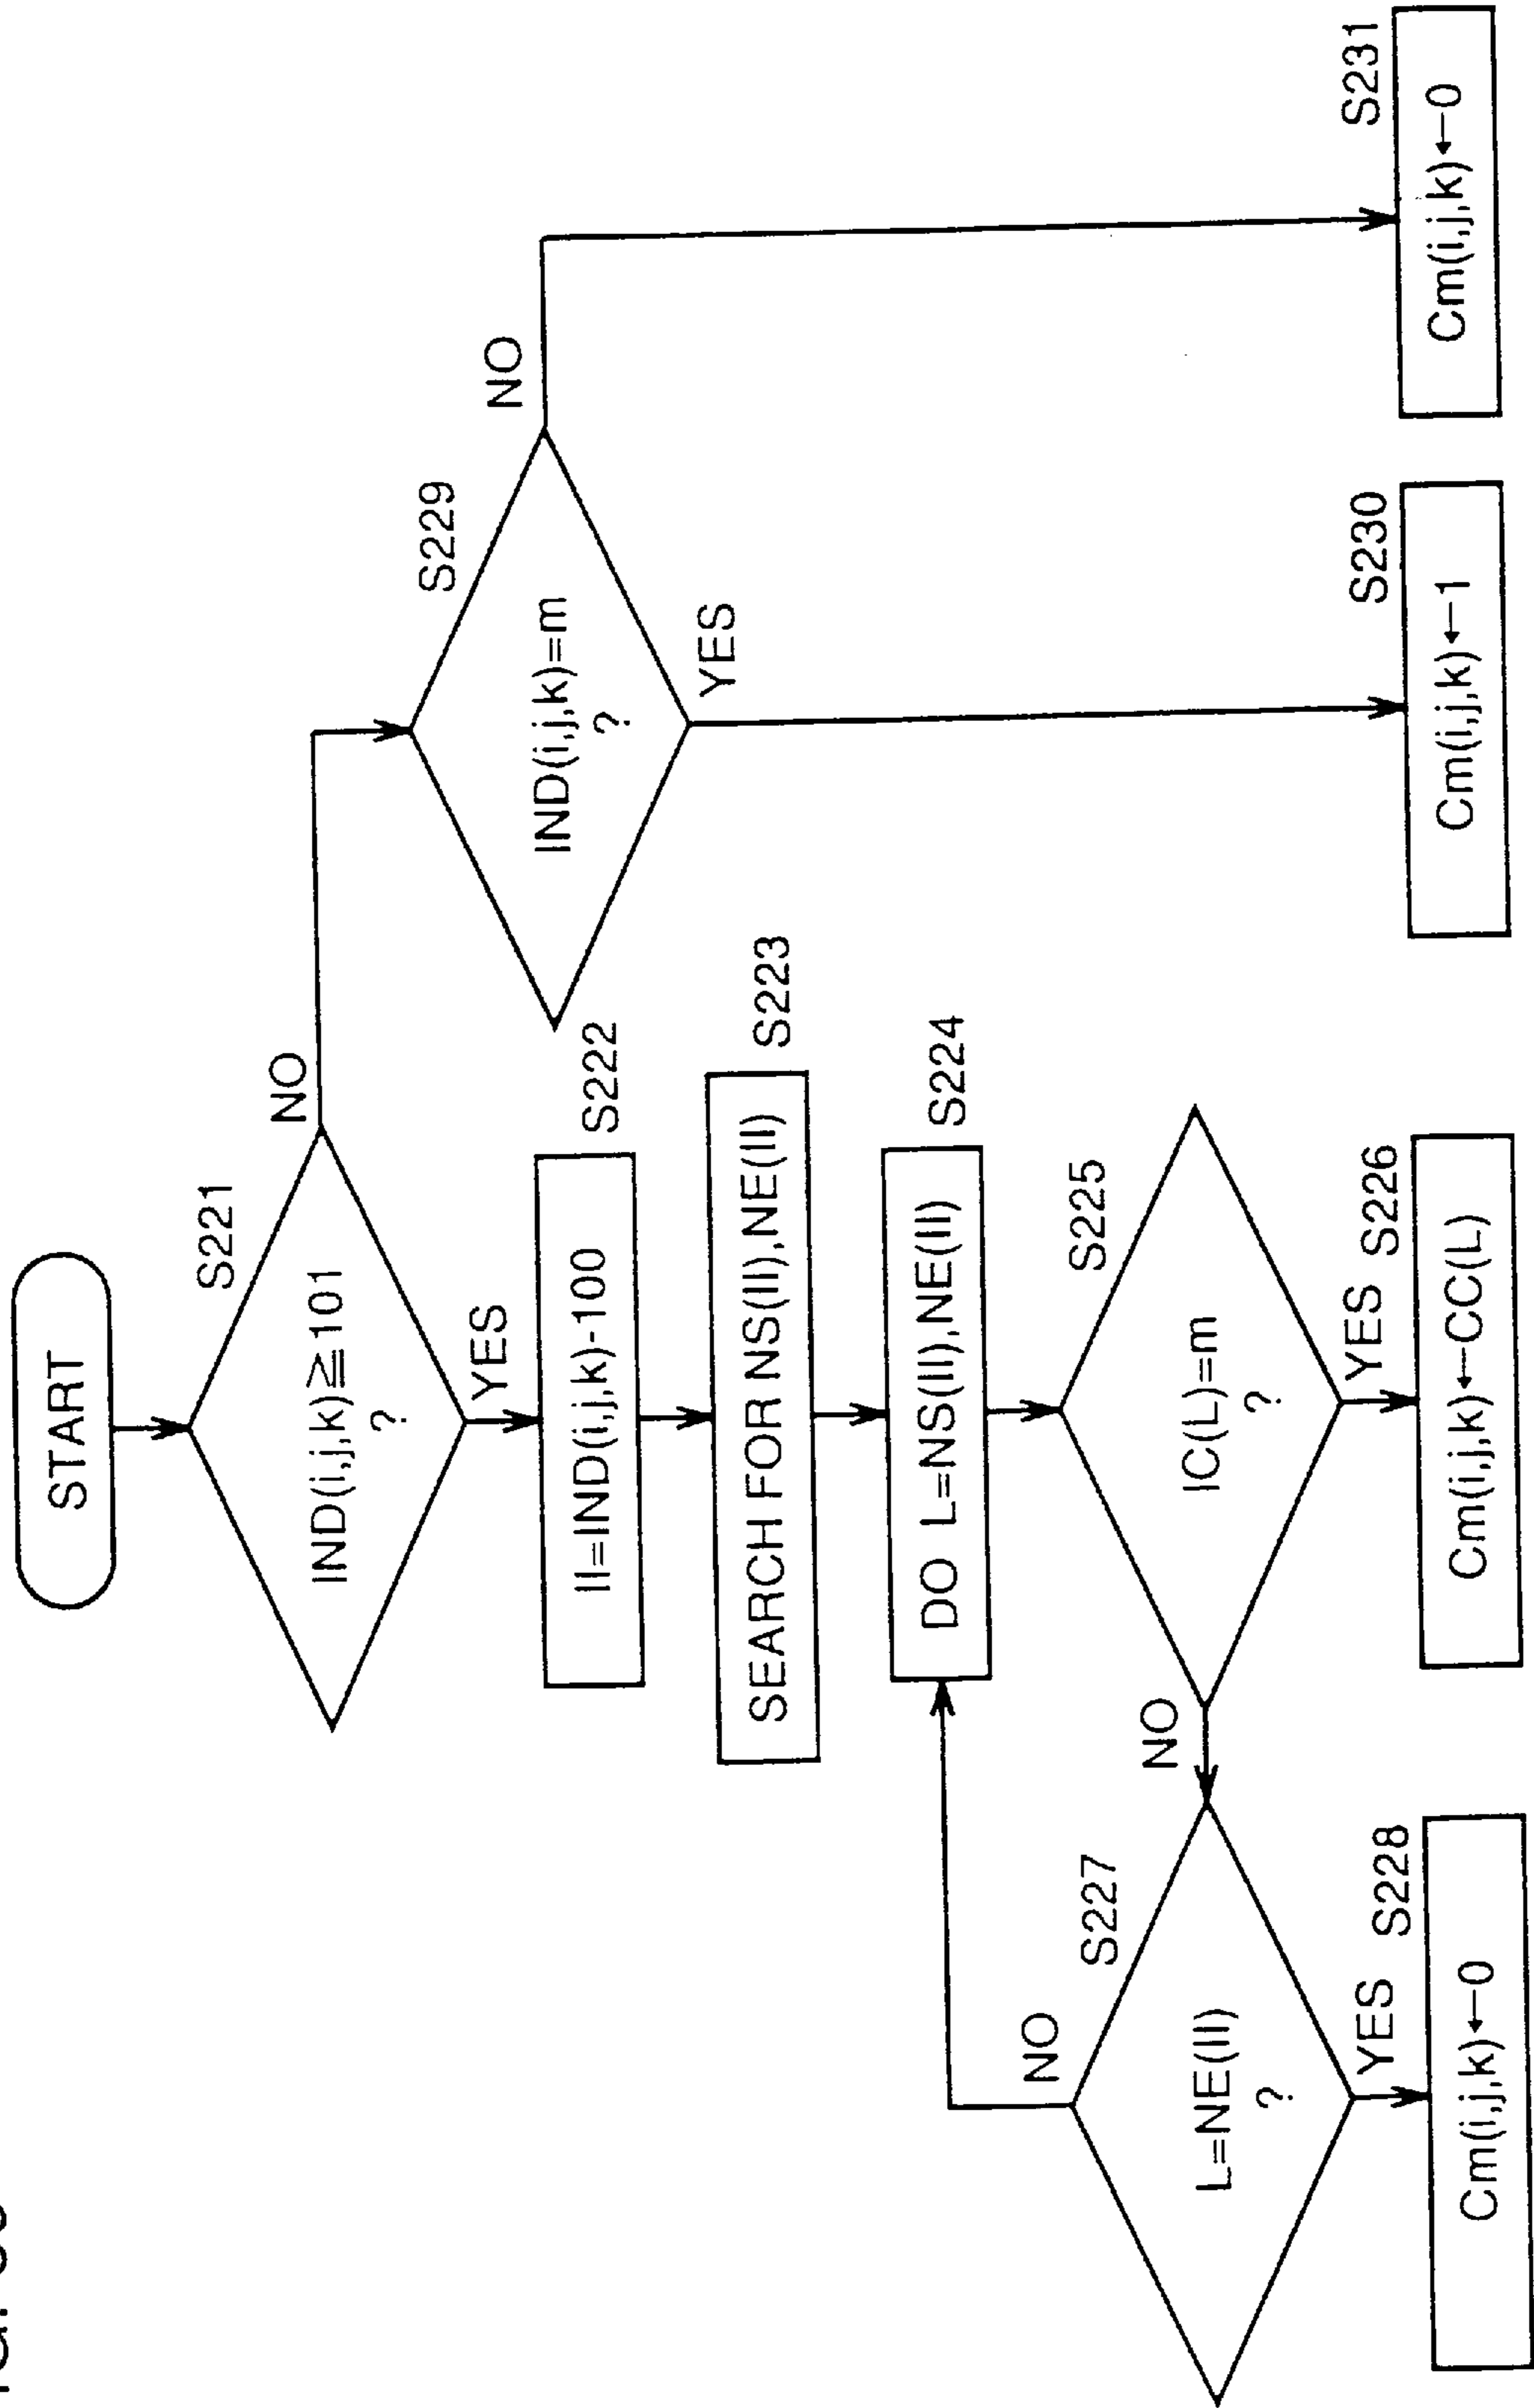 START
S221
IND(i,j,k)≧101
?
NO
YES
S222
II=IND(i,j,k)-100
S223
SEARCH FOR NS(II),NE(II)
S224
DO L=NS(II),NE(II)
S225
IC(L)=m
?
NO
YES
S226
Cm(i,j,k)←CC(L)
S227
L=NE(II)
?
NO
YES
S228
Cm(i,j,k)←0
S229
IND(i,j,k)=m
?
NO
YES
S230
Cm(i,j,k)←1
S231
Cm(i,j,k)←0